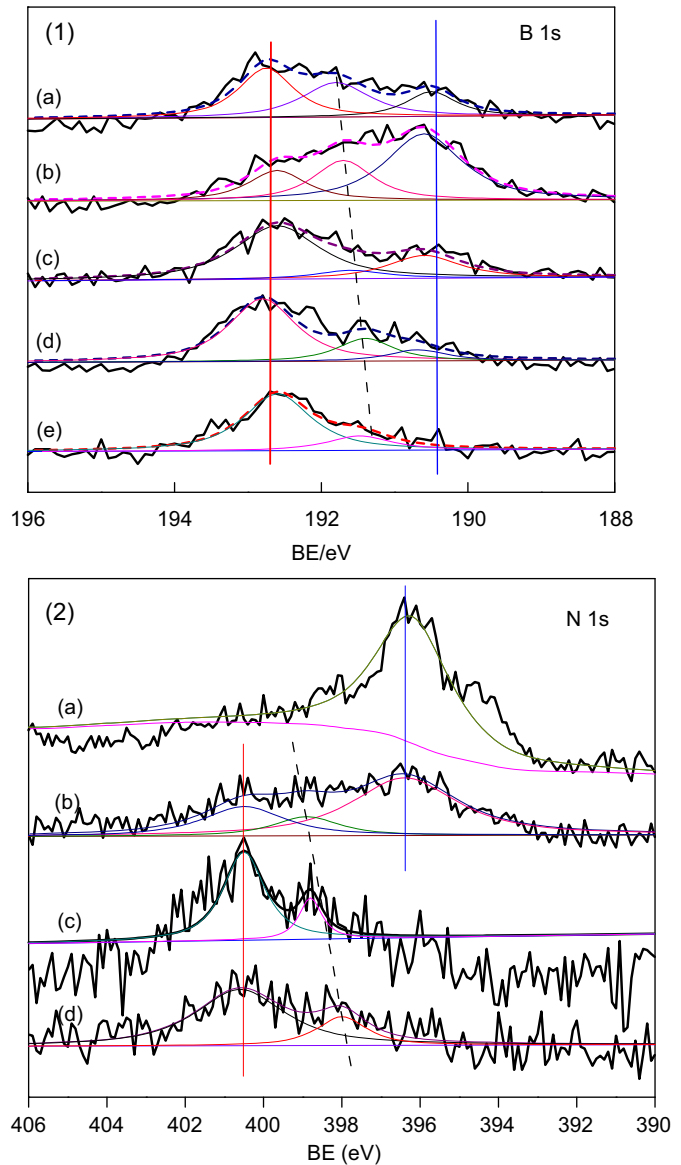 (1)
B 1s
(a)
(b)
(c)
(d)
(e)
196 194 192 190 188
BE/eV
(2)
N 1s
(a)
(b)
(c)
(d)
406 404 402 400 398 396 394 392 390
BE (eV)